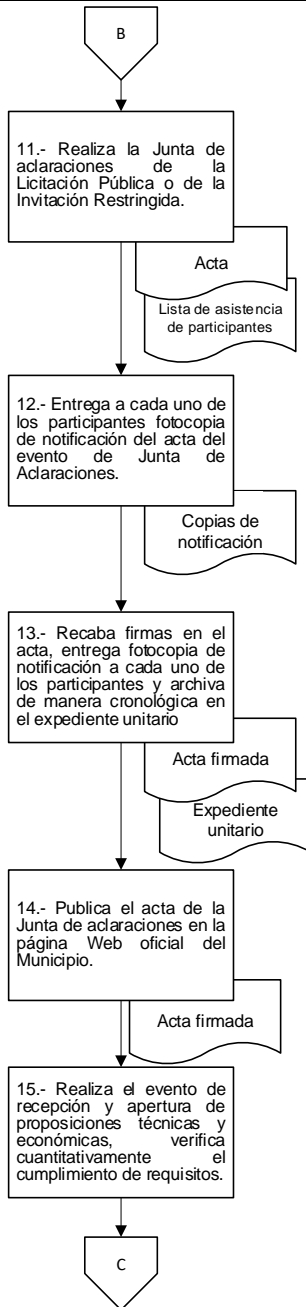 B
11.- Realiza la Junta de
aclaraciones de la
Licitación Pública o de la
Invitación Restringida.
Acta
Lista de asistencia
de participantes
12.- Entrega a cada uno de
los participantes fotocopia
de notificación del acta del
evento de Junta de
Aclaraciones.
Copias de
notificación
13.- Recaba firmas en el
acta, entrega fotocopia de
notificación a cada uno de
los participantes y archiva
de manera cronológica en
el expediente unitario
Acta firmada
Expediente
unitario
14.- Publica el acta de la
Junta de aclaraciones en la
página Web oficial del
Municipio.
Acta firmada
15.- Realiza el evento de
recepción y apertura de
proposiciones técnicas y
económicas, verifica
cuantitativamente el
cumplimiento de requisitos.
C